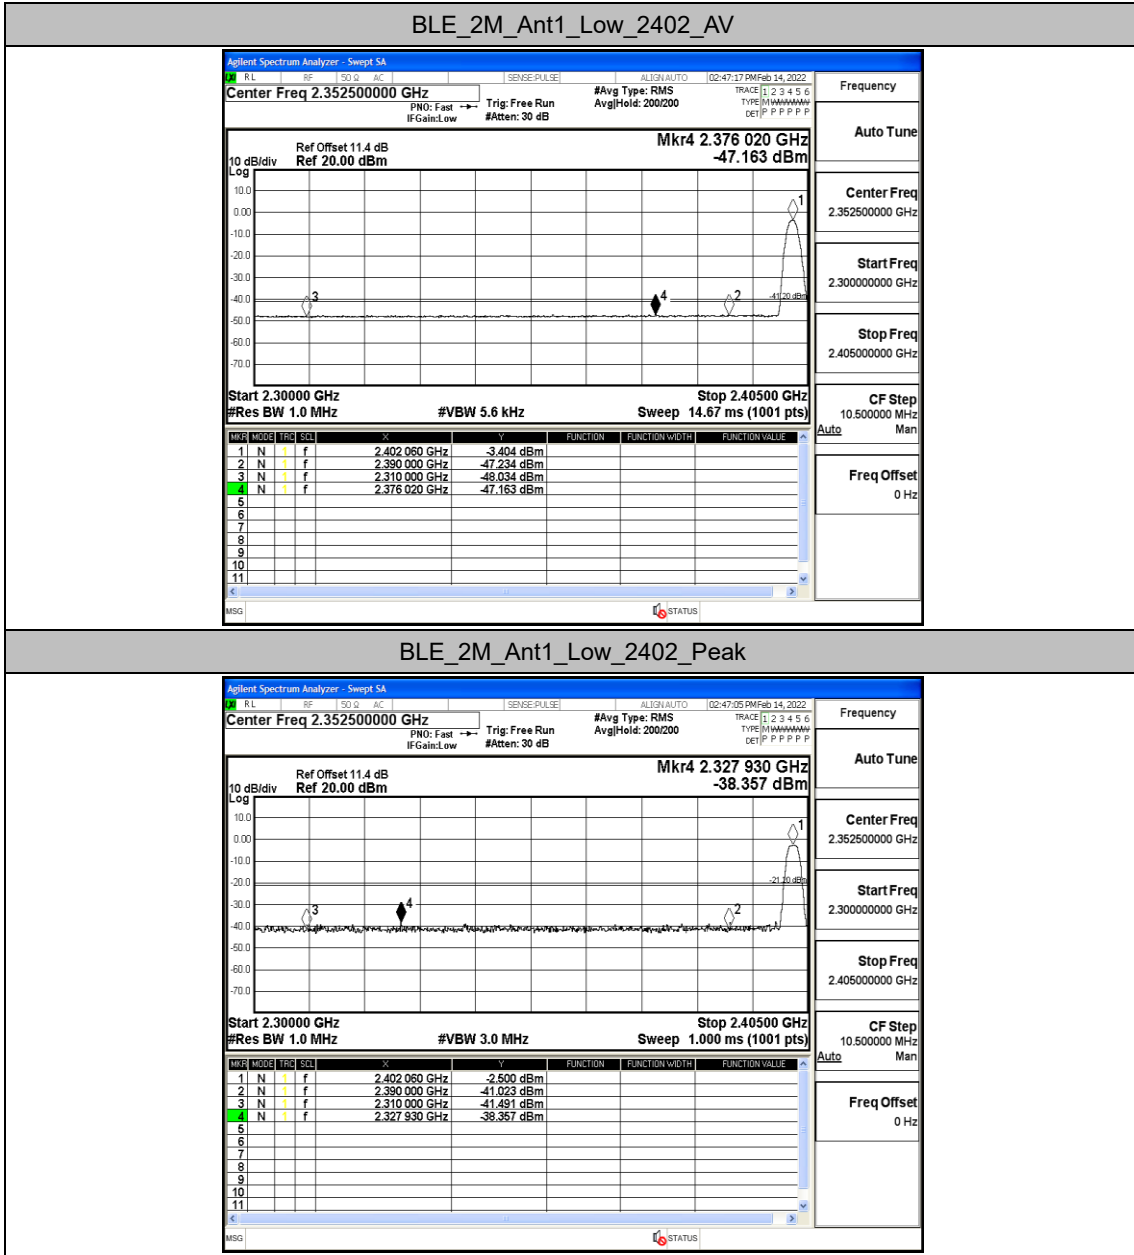 BLE_2M_Ant1_Low_2402_AV
Agilent Spectrum Analyzer - Swept SA
RL RF 50 Ω AC SENSE:PULSE ALIGNAUTO 02:47:17 PM Feb 14, 2022
Center Freq 2.352500000 GHz
PNO: Fast
IFGain:Low
Trig: Free Run
#Atten: 30 dB
#Avg Type: RMS
Avg|Hold: 200/200
TRACE 1 2 3 4 5 6
TYPE M
DET P P P P P P
Ref Offset 11.4 dB
10 dB/div Ref 20.00 dBm
Log
Mkr4 2.376 020 GHz
-47.163 dBm
10.0
0.00
-10.0
-20.0
-30.0
-40.0
-50.0
-60.0
-70.0
1
2
3
4
-41.20 dBm
Start 2.30000 GHz Stop 2.40500 GHz
#Res BW 1.0 MHz #VBW 5.6 kHz Sweep 14.67 ms (1001 pts)
MKR MODE TRC SCL X Y FUNCTION FUNCTION WIDTH FUNCTION VALUE
1 N 1 f 2.402 060 GHz -3.404 dBm
2 N 1 f 2.390 000 GHz -47.234 dBm
3 N 1 f 2.310 000 GHz -48.034 dBm
4 N 1 f 2.376 020 GHz -47.163 dBm
5
6
7
8
9
10
11
MSG STATUS
Frequency
Auto Tune
Center Freq
2.352500000 GHz
Start Freq
2.300000000 GHz
Stop Freq
2.405000000 GHz
CF Step
10.500000 MHz
Auto Man
Freq Offset
0 Hz
BLE_2M_Ant1_Low_2402_Peak
Agilent Spectrum Analyzer - Swept SA
RL RF 50 Ω AC SENSE:PULSE ALIGNAUTO 02:47:05 PM Feb 14, 2022
Center Freq 2.352500000 GHz
PNO: Fast
IFGain:Low
Trig: Free Run
#Atten: 30 dB
#Avg Type: RMS
Avg|Hold: 200/200
TRACE 1 2 3 4 5 6
TYPE M
DET P P P P P P
Ref Offset 11.4 dB
10 dB/div Ref 20.00 dBm
Log
Mkr4 2.327 930 GHz
-38.357 dBm
10.0
0.00
-10.0
-20.0
-30.0
-40.0
-50.0
-60.0
-70.0
1
2
3
4
-21.20 dBm
Start 2.30000 GHz Stop 2.40500 GHz
#Res BW 1.0 MHz #VBW 3.0 MHz Sweep 1.000 ms (1001 pts)
MKR MODE TRC SCL X Y FUNCTION FUNCTION WIDTH FUNCTION VALUE
1 N 1 f 2.402 060 GHz -2.500 dBm
2 N 1 f 2.390 000 GHz -41.023 dBm
3 N 1 f 2.310 000 GHz -41.491 dBm
4 N 1 f 2.327 930 GHz -38.357 dBm
5
6
7
8
9
10
11
MSG STATUS
Frequency
Auto Tune
Center Freq
2.352500000 GHz
Start Freq
2.300000000 GHz
Stop Freq
2.405000000 GHz
CF Step
10.500000 MHz
Auto Man
Freq Offset
0 Hz